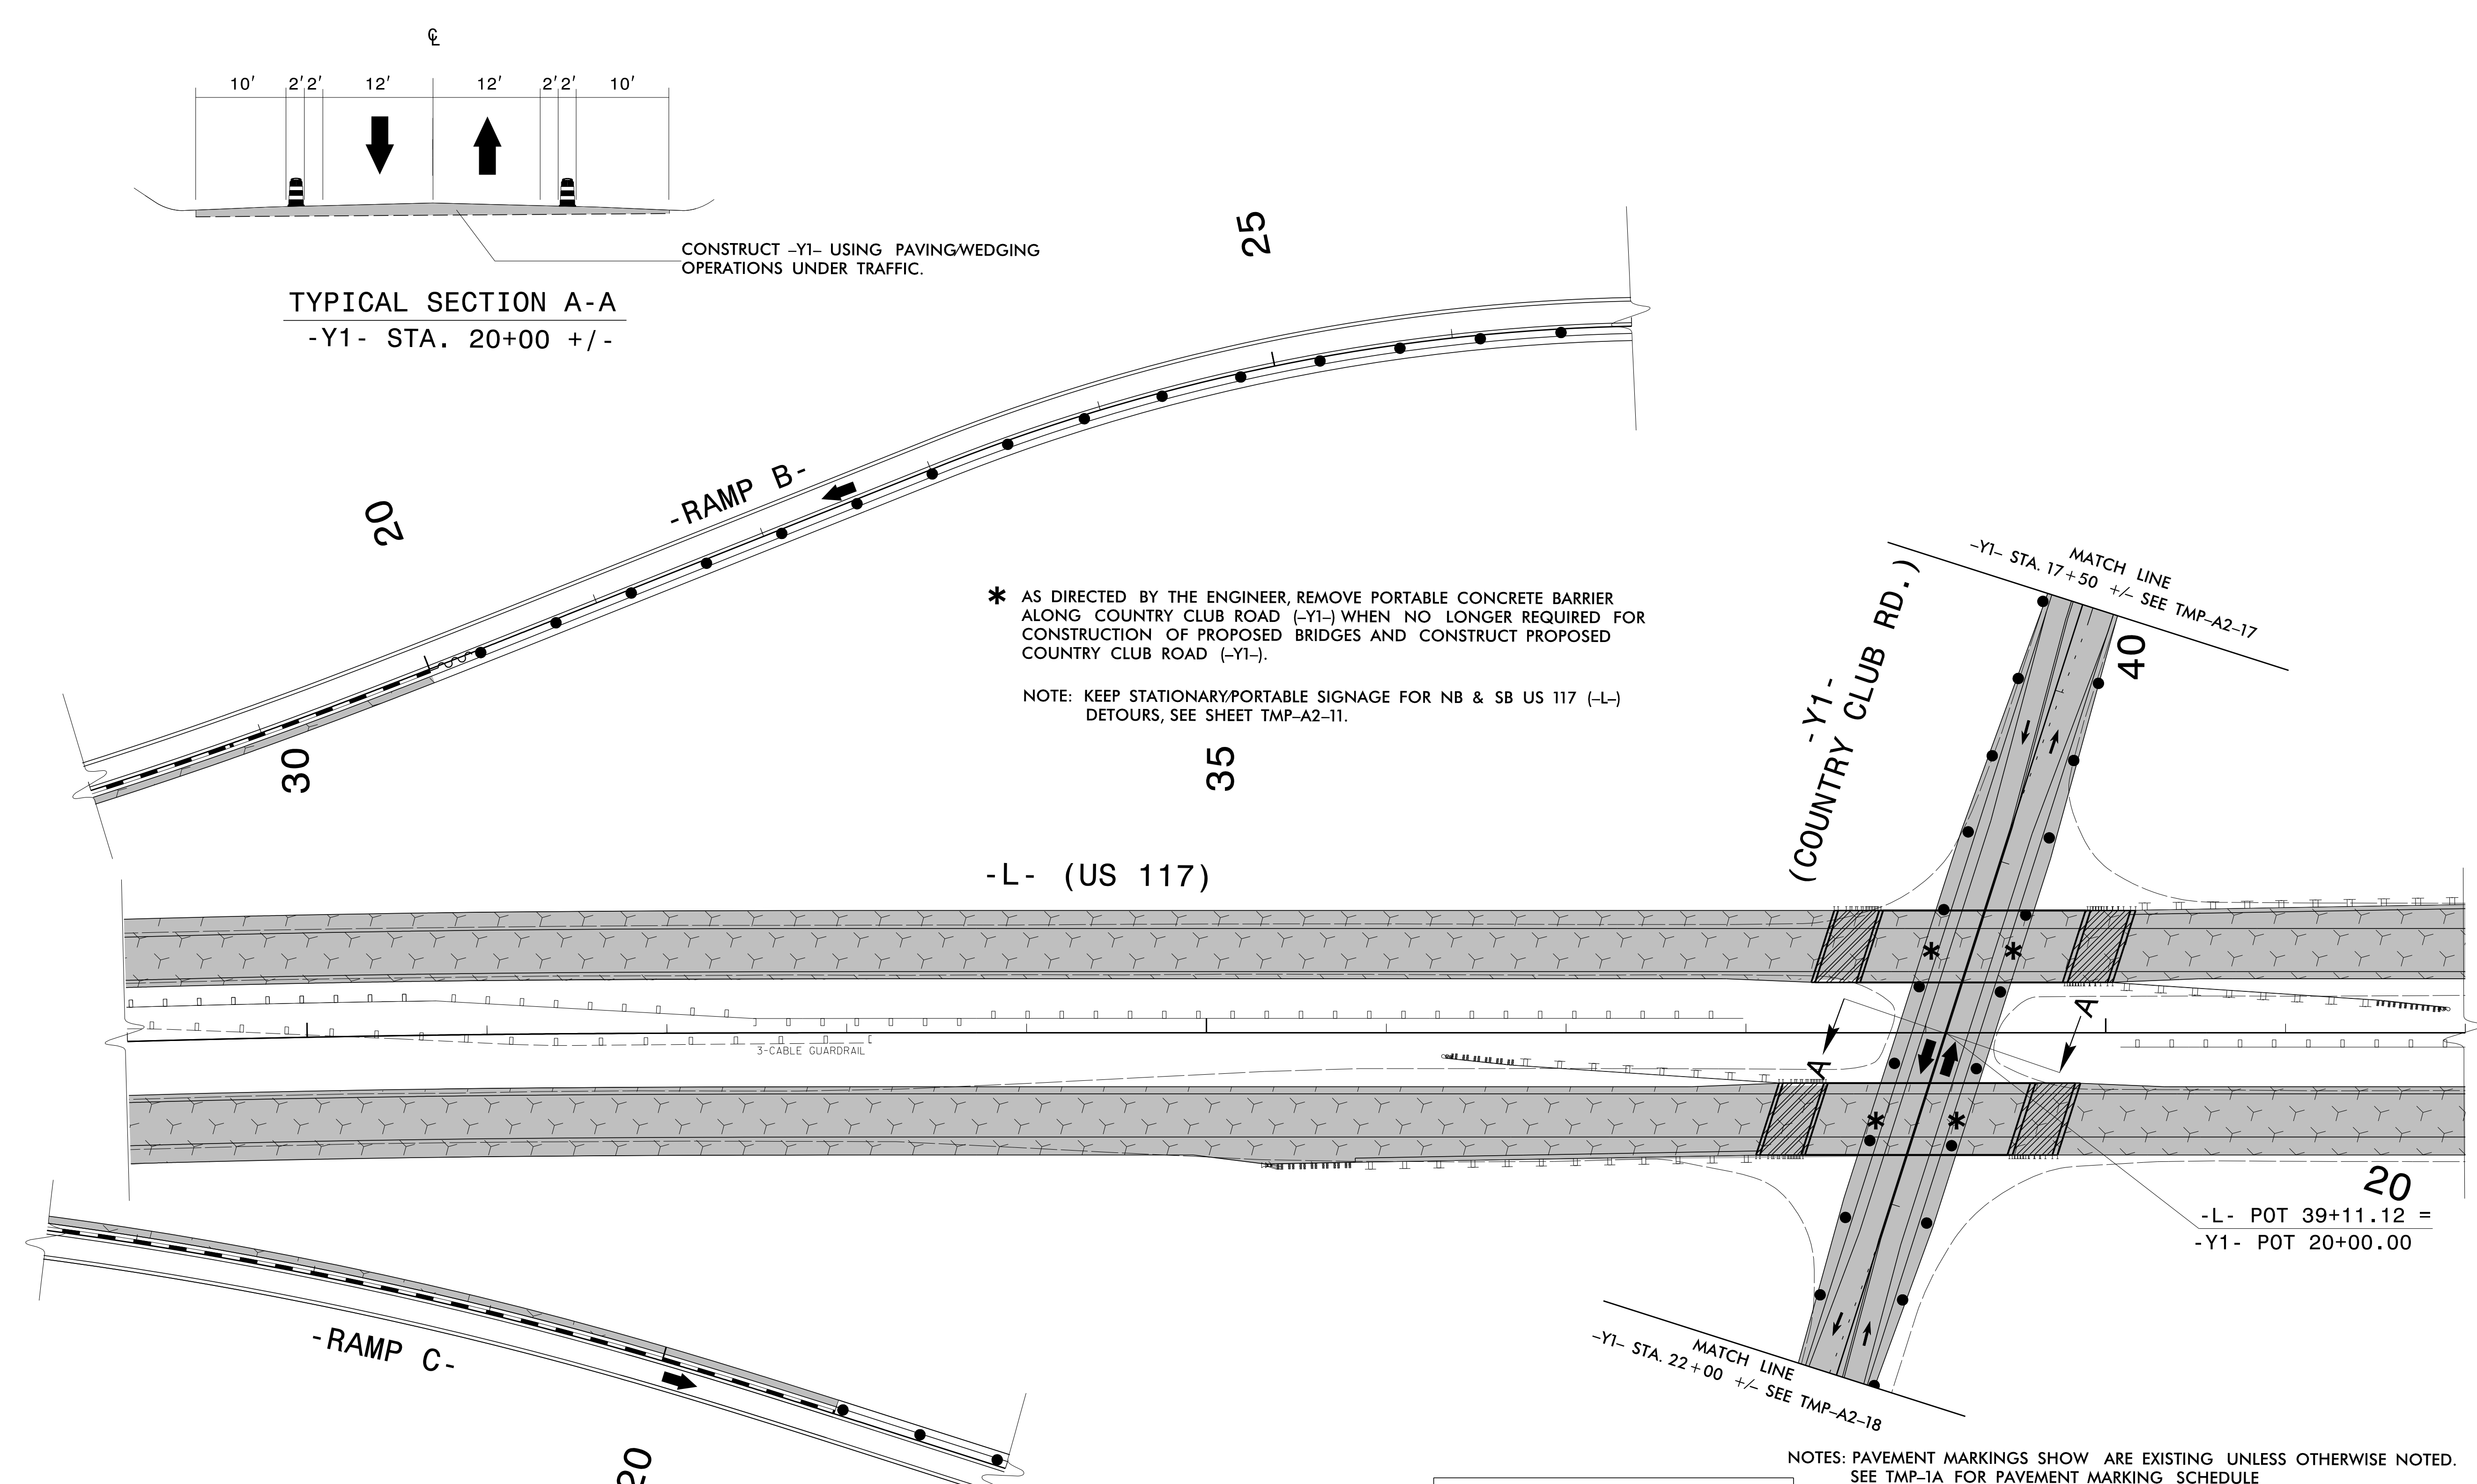 ℄
10' 2' 2' 12' 12' 2' 2' 10'
CONSTRUCT -Y1- USING PAVING/WEDGING
OPERATIONS UNDER TRAFFIC.
TYPICAL SECTION A-A
-Y1- STA. 20+00 +/-
25
20
-RAMP B-
* AS DIRECTED BY THE ENGINEER, REMOVE PORTABLE CONCRETE BARRIER
ALONG COUNTRY CLUB ROAD (-Y1-) WHEN NO LONGER REQUIRED FOR
CONSTRUCTION OF PROPOSED BRIDGES AND CONSTRUCT PROPOSED
COUNTRY CLUB ROAD (-Y1-).
NOTE: KEEP STATIONARY/PORTABLE SIGNAGE FOR NB & SB US 117 (-L-)
DETOURS, SEE SHEET TMP-A2-11.
MATCH LINE
-Y1- STA. 17+50 +/- SEE TMP-A2-17
-Y1-
(COUNTRY CLUB RD.)
30
35
40
-L- (US 117)
* *
3-CABLE GUARDRAIL
A A
* *
20
-L- POT 39+11.12 =
-Y1- POT 20+00.00
MATCH LINE
-Y1- STA. 22+00 +/- SEE TMP-A2-18
-RAMP C-
20
NOTES: PAVEMENT MARKINGS SHOW ARE EXISTING UNLESS OTHERWISE NOTED.
SEE TMP-1A FOR PAVEMENT MARKING SCHEDULE